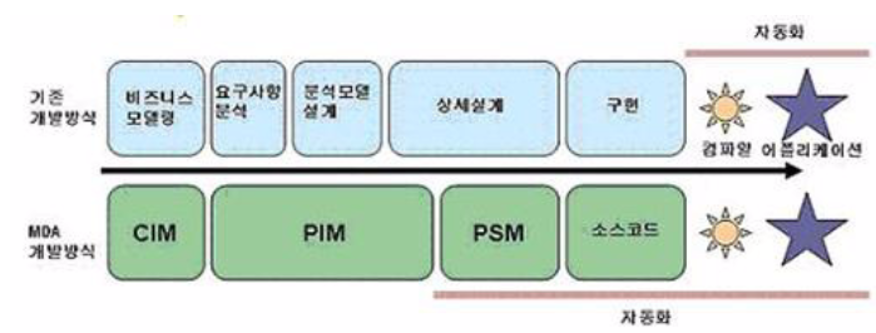 자동화
기존
개발방식
비즈니스
모델링
요구사항
분석
분석모델
설계
상세설계
구현
컴파일 어플리케이션
MDA
개발방식
CIM
PIM
PSM
소스코드
자동화